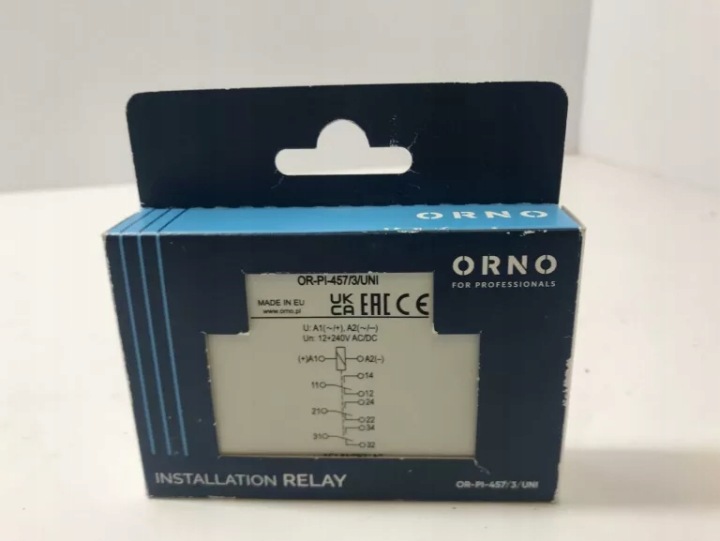 ORNO
ORNO
FOR PROFESSIONALS
OR-PI-457/3/UNI
MADE IN EU
www.orno.pl
UK CA EAC CE
U: A1(~/+), A2(~/−)
Un: 12÷240V AC/DC
(+)A1 A2(−)
14
11
12
24
21
22
34
31
32
INSTALLATION RELAY
OR-PI-457/3/UNI